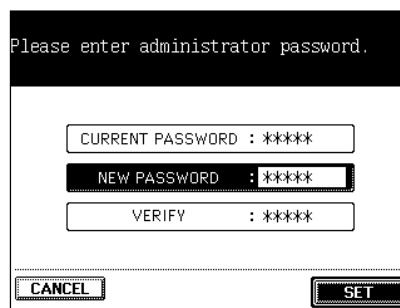 Please enter administrator password.
CURRENT PASSWORD : *****
NEW PASSWORD : *****
VERIFY : *****
CANCEL
SET